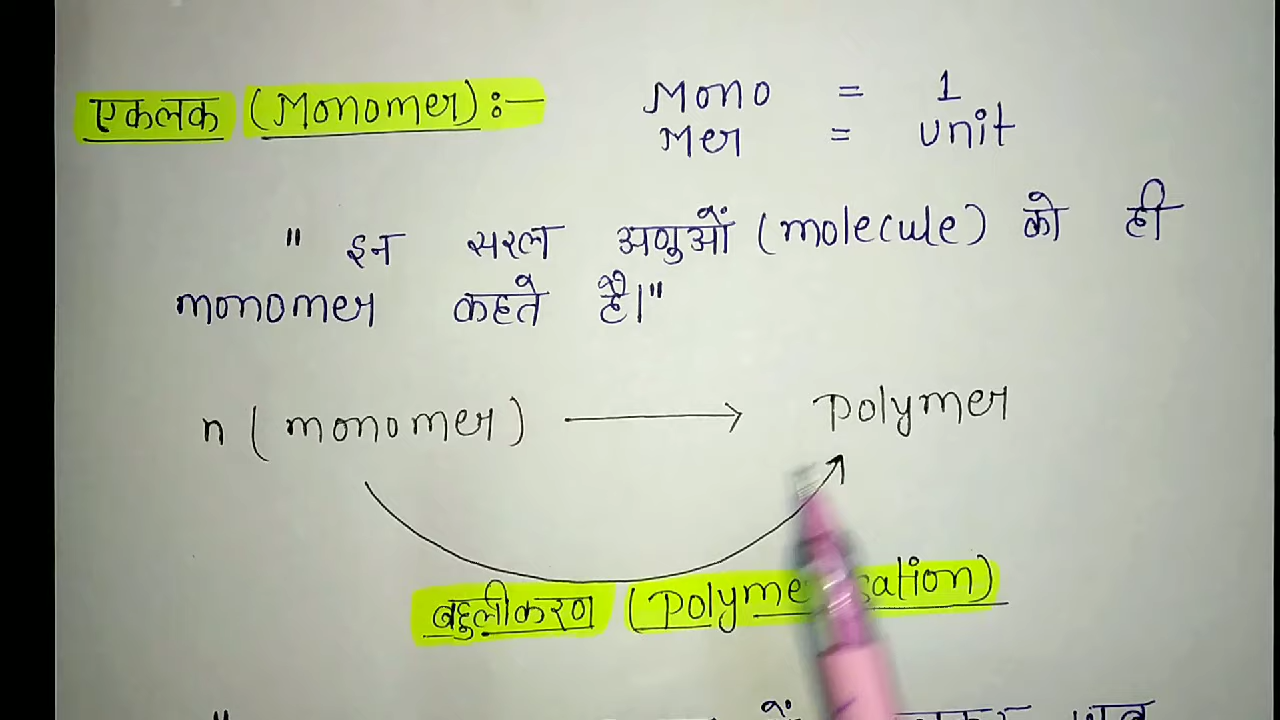 एकलक (Monomer) :—
Mono = 1
Mer = unit
" इन सरल अणुओं (molecule) को ही
monomer कहते हैं।"
n (monomer) → Polymer
बहुलीकरण (Polyme sation)
"